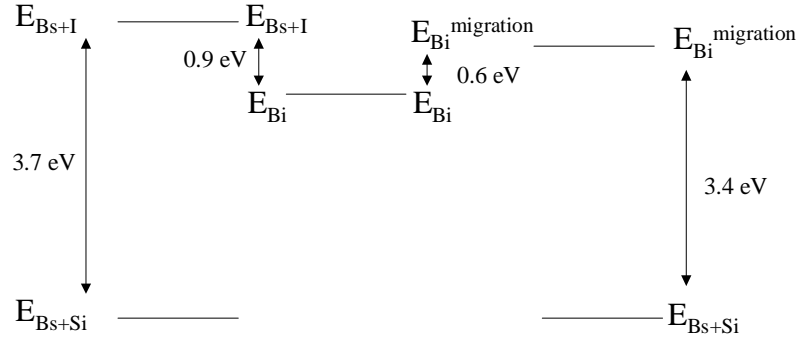 E_Bs+I E_Bs+I E_Bi^migration
0.9 eV 0.6 eV E_Bi^migration
E_Bi E_Bi
3.7 eV 3.4 eV
E_Bs+Si E_Bs+Si